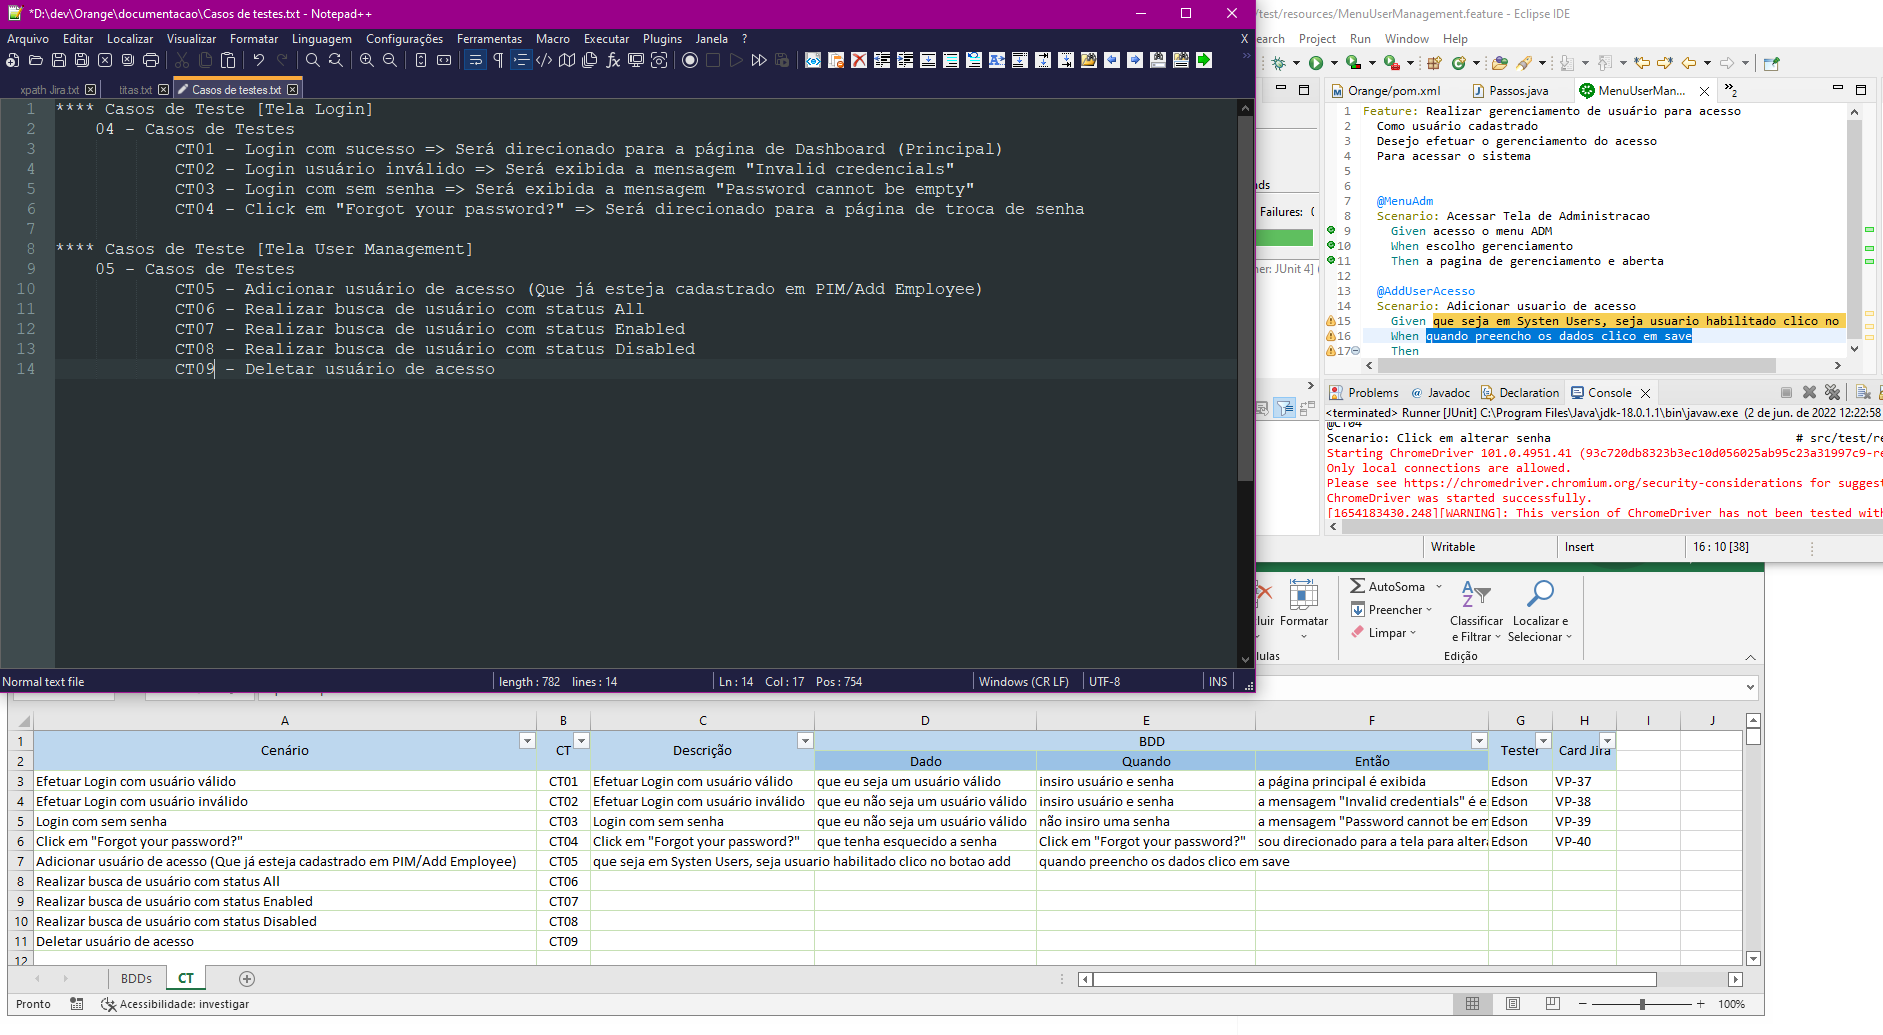 *D:\dev\Orange\documentacao\Casos de testes.txt - Notepad++
Arquivo Editar Localizar Visualizar Formatar Linguagem Configurações Ferramentas Macro Executar Plugins Janela ? X
xpath Jira.txt titas.txt Casos de testes.txt
1 **** Casos de Teste [Tela Login]
2 04 - Casos de Testes
3 CT01 - Login com sucesso => Será direcionado para a página de Dashboard (Principal)
4 CT02 - Login usuário inválido => Será exibida a mensagem "Invalid credencials"
5 CT03 - Login com sem senha => Será exibida a mensagem "Password cannot be empty"
6 CT04 - Click em "Forgot your password?" => Será direcionado para a página de troca de senha
7
8 **** Casos de Teste [Tela User Management]
9 05 - Casos de Testes
10 CT05 - Adicionar usuário de acesso (Que já esteja cadastrado em PIM/Add Employee)
11 CT06 - Realizar busca de usuário com status All
12 CT07 - Realizar busca de usuário com status Enabled
13 CT08 - Realizar busca de usuário com status Disabled
14 CT09 - Deletar usuário de acesso
Normal text file length : 782 lines : 14 Ln : 14 Col : 17 Pos : 754 Windows (CR LF) UTF-8 INS
/test/resources/MenuUserManagement.feature - Eclipse IDE
earch Project Run Window Help
Orange/pom.xml Passos.java MenuUserMan... »2
1 Feature: Realizar gerenciamento de usuário para acesso
2 Como usuário cadastrado
3 Desejo efetuar o gerenciamento do acesso
4 Para acessar o sistema
5
6
7 @MenuAdm
8 Scenario: Acessar Tela de Administracao
9 Given acesso o menu ADM
10 When escolho gerenciamento
11 Then a pagina de gerenciamento e aberta
12
13 @AddUserAcesso
14 Scenario: Adicionar usuario de acesso
15 Given que seja em Systen Users, seja usuario habilitado clico no
16 When quando preencho os dados clico em save
17 Then
ds
Failures: 0
ner: JUnit 4] (
Problems @ Javadoc Declaration Console
<terminated> Runner [JUnit] C:\Program Files\Java\jdk-18.0.1.1\bin\javaw.exe (2 de jun. de 2022 12:22:58
@CT04
Scenario: Click em alterar senha # src/test/re
Starting ChromeDriver 101.0.4951.41 (93c720db8323b3ec10d056025ab95c23a31997c9-re
Only local connections are allowed.
Please see https://chromedriver.chromium.org/security-considerations for suggest
ChromeDriver was started successfully.
[1654183430.248][WARNING]: This version of ChromeDriver has not been tested with
Writable Insert 16 : 10 [38]
luir Formatar AutoSoma Preencher Limpar Classificar e Filtrar Localizar e Selecionar
lulas Edição
A B C D E F G H I J
1 Cenário CT Descrição BDD Tester Card Jira
2 Dado Quando Então
3 Efetuar Login com usuário válido CT01 Efetuar Login com usuário válido que eu seja um usuário válido insiro usuário e senha a página principal é exibida Edson VP-37
4 Efetuar Login com usuário inválido CT02 Efetuar Login com usuário inválido que eu não seja um usuário válido insiro usuário e senha a mensagem "Invalid credentials" é e Edson VP-38
5 Login com sem senha CT03 Login com sem senha que eu não seja um usuário válido não insiro uma senha a mensagem "Password cannot be em Edson VP-39
6 Click em "Forgot your password?" CT04 Click em "Forgot your password?" que tenha esquecido a senha Click em "Forgot your password?" sou direcionado para a tela para altera Edson VP-40
7 Adicionar usuário de acesso (Que já esteja cadastrado em PIM/Add Employee) CT05 que seja em Systen Users, seja usuario habilitado clico no botao add quando preencho os dados clico em save
8 Realizar busca de usuário com status All CT06
9 Realizar busca de usuário com status Enabled CT07
10 Realizar busca de usuário com status Disabled CT08
11 Deletar usuário de acesso CT09
12
BDDs CT
Pronto Acessibilidade: investigar 100%